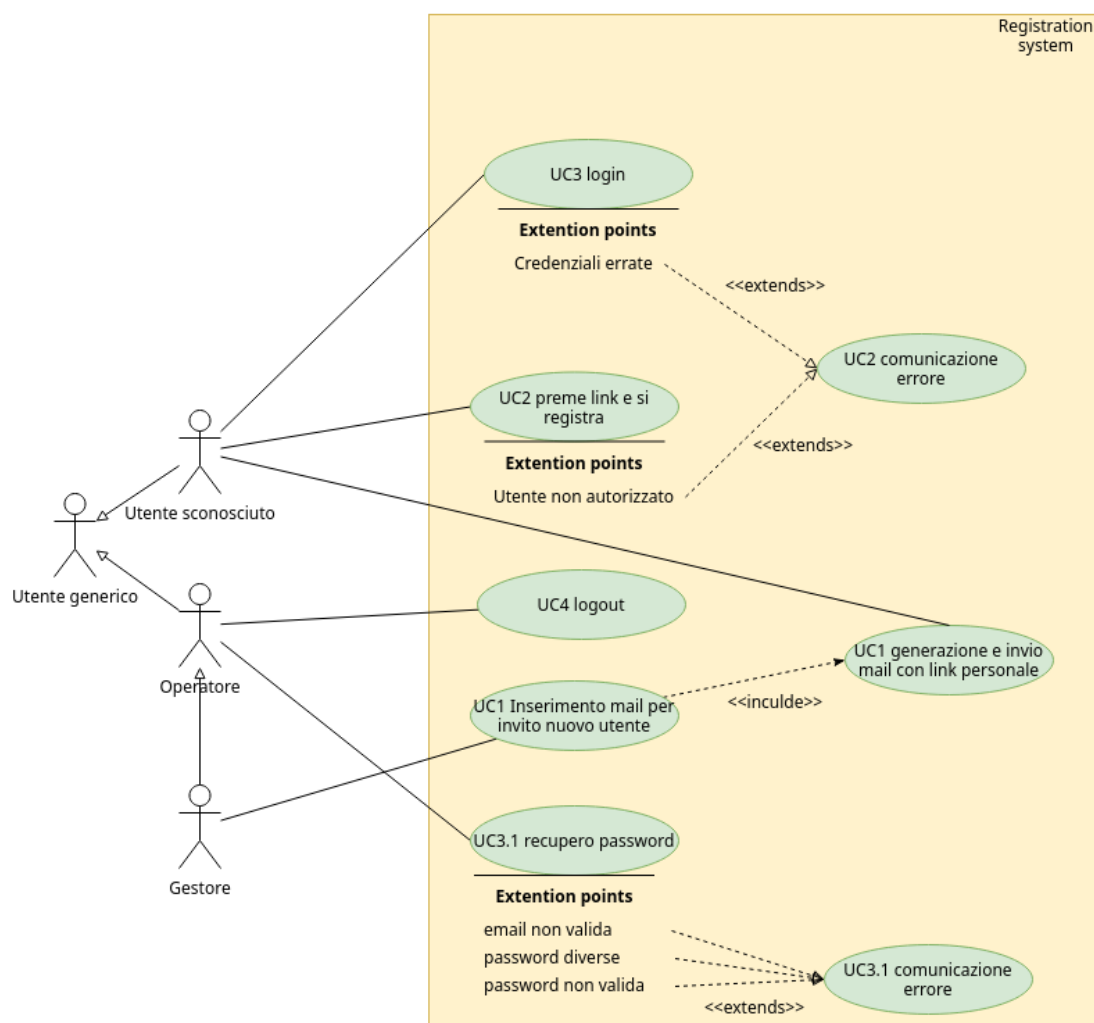 Registration
system
UC3 login
Extention points
Credenziali errate
<<extends>>
UC2 comunicazione
errore
UC2 preme link e si
registra
<<extends>>
Extention points
Utente non autorizzato
Utente sconosciuto
Utente generico
UC4 logout
UC1 generazione e invio
mail con link personale
Operatore
<<inculde>>
UC1 Inserimento mail per
invito nuovo utente
UC3.1 recupero password
Gestore
Extention points
email non valida
password diverse
password non valida
UC3.1 comunicazione
errore
<<extends>>